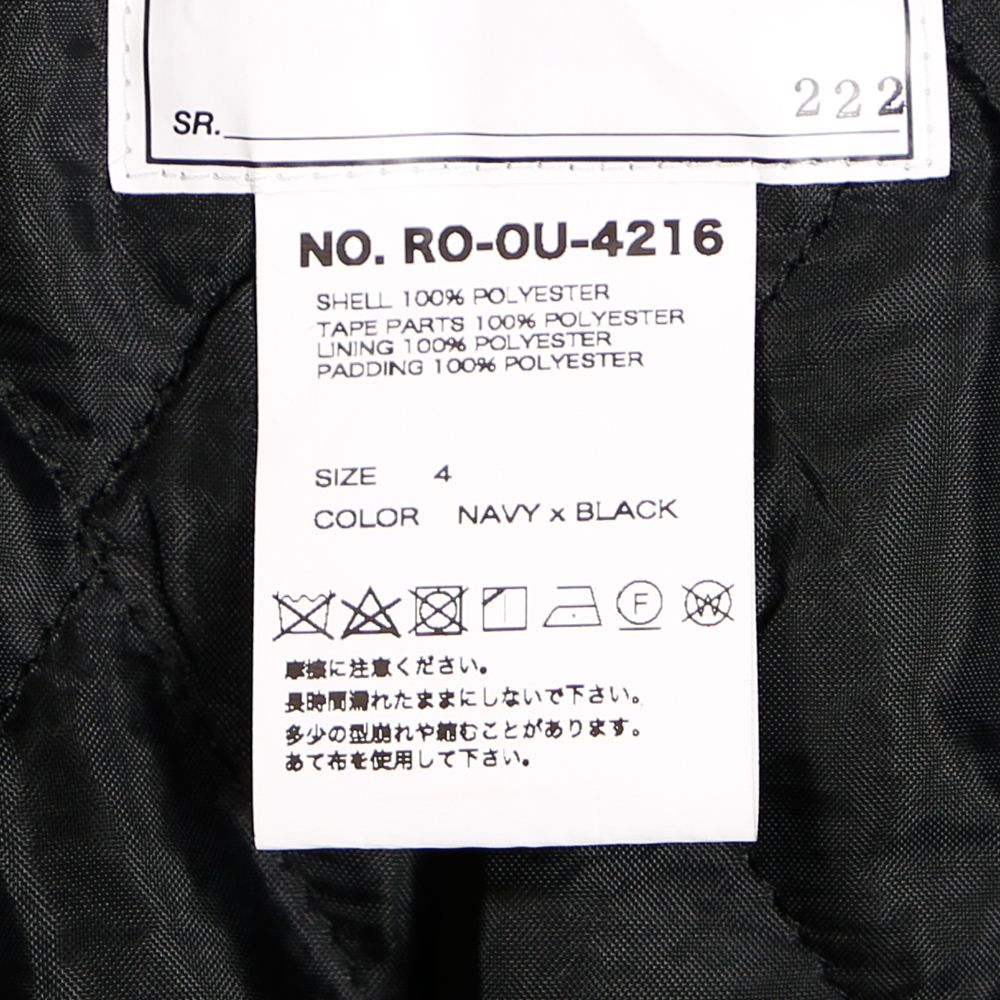 SR. 222
NO. RO-OU-4216
SHELL 100% POLYESTER
TAPE PARTS 100% POLYESTER
LINING 100% POLYESTER
PADDING 100% POLYESTER
SIZE 4
COLOR NAVY x BLACK
F W
摩擦に注意ください。
長時間濡れたままにしないで下さい。
多少の型崩れや縮むことがあります。
あて布を使用して下さい。